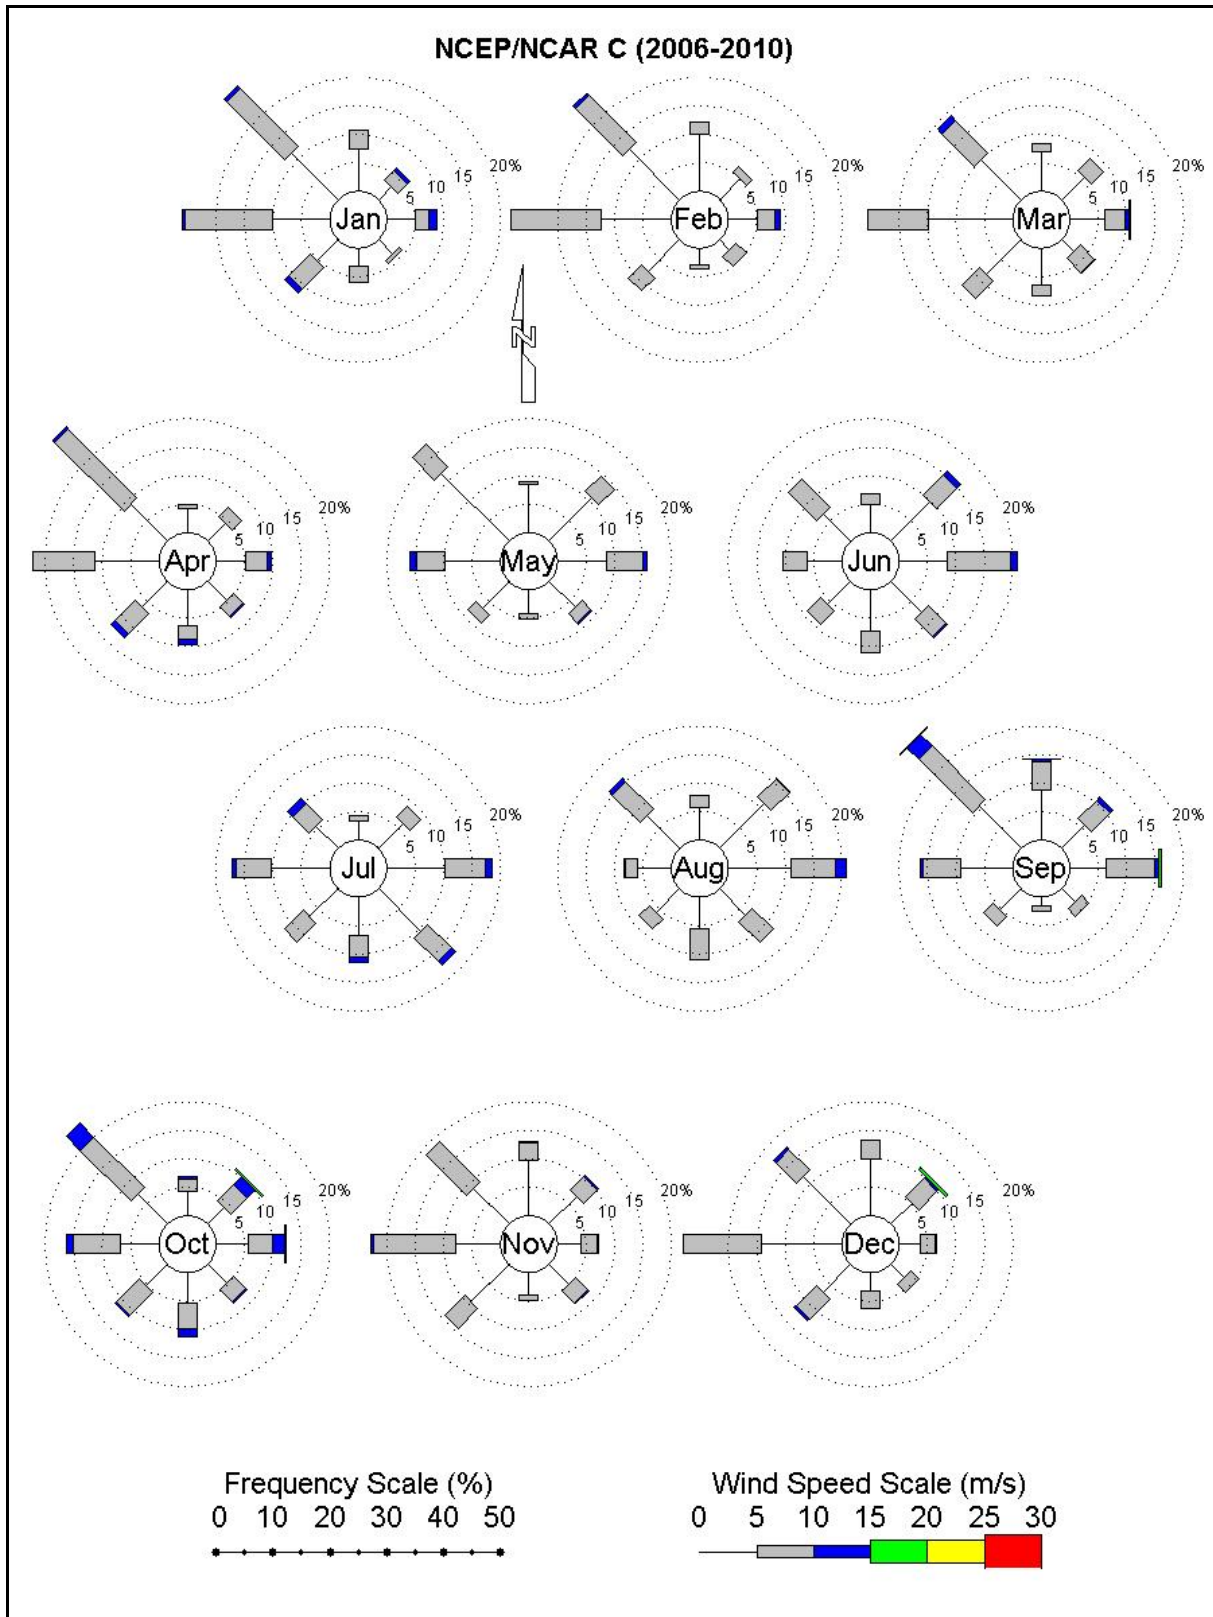 NCEP/NCAR C (2006-2010)
Jan 5 10 15 20%
Feb 5 10 15 20%
Mar 5 10 15 20%
N
Apr 5 10 15 20%
May 5 10 15 20%
Jun 5 10 15 20%
Jul 5 10 15 20%
Aug 5 10 15 20%
Sep 5 10 15 20%
Oct 5 10 15 20%
Nov 5 10 15 20%
Dec 5 10 15 20%
Frequency Scale (%)
0 10 20 30 40 50
Wind Speed Scale (m/s)
0 5 10 15 20 25 30